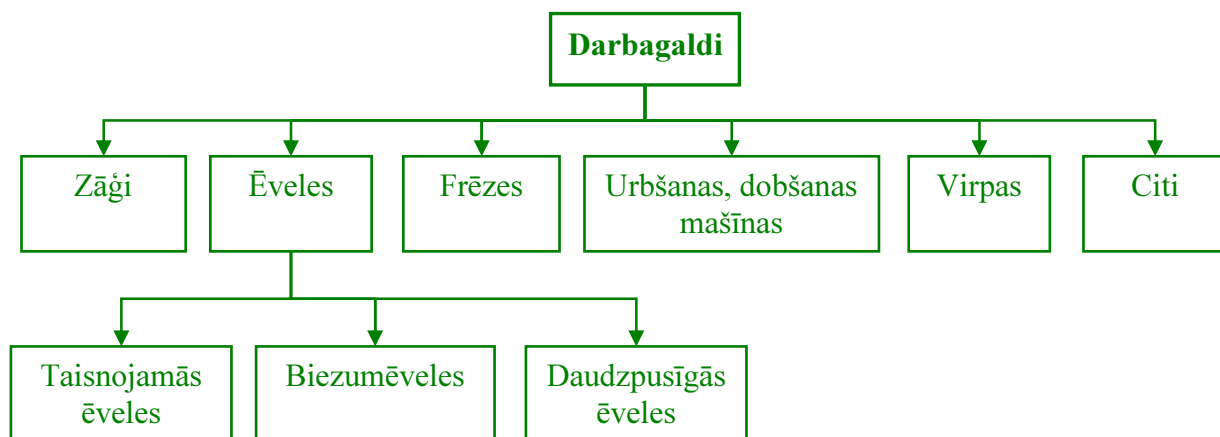 Darbagaldi
Zāģi
Ēveles
Frēzes
Urbšanas, dobšanas
mašīnas
Virpas
Citi
Taisnojamās
ēveles
Biezumēveles
Daudzpusīgās
ēveles